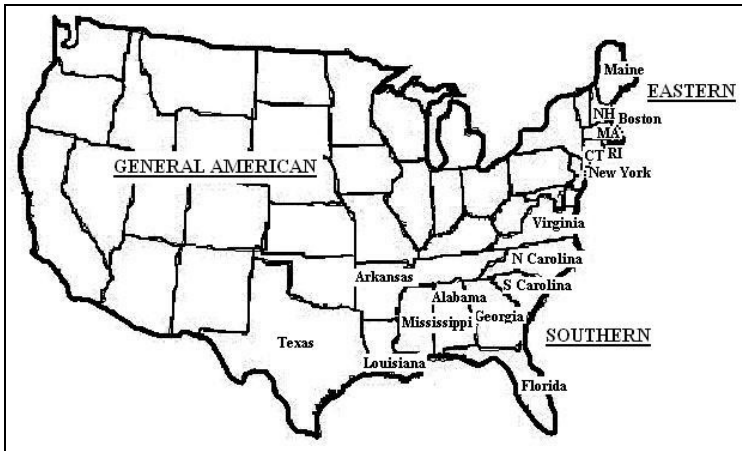 Maine
EASTERN
NH
Boston
MA
CT
RI
GENERAL AMERICAN
New York
Virginia
N Carolina
Arkansas
S Carolina
Alabama
Georgia
Mississippi
SOUTHERN
Texas
Louisiana
Florida